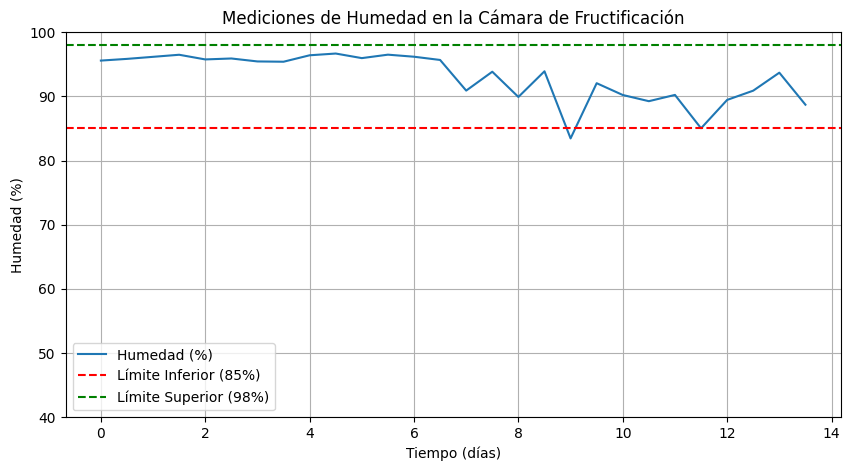 Mediciones de Humedad en la Cámara de Fructificación
100
90
80
70
60
50
40
Humedad (%)
Humedad (%)
Límite Inferior (85%)
Límite Superior (98%)
0 2 4 6 8 10 12 14
Tiempo (días)